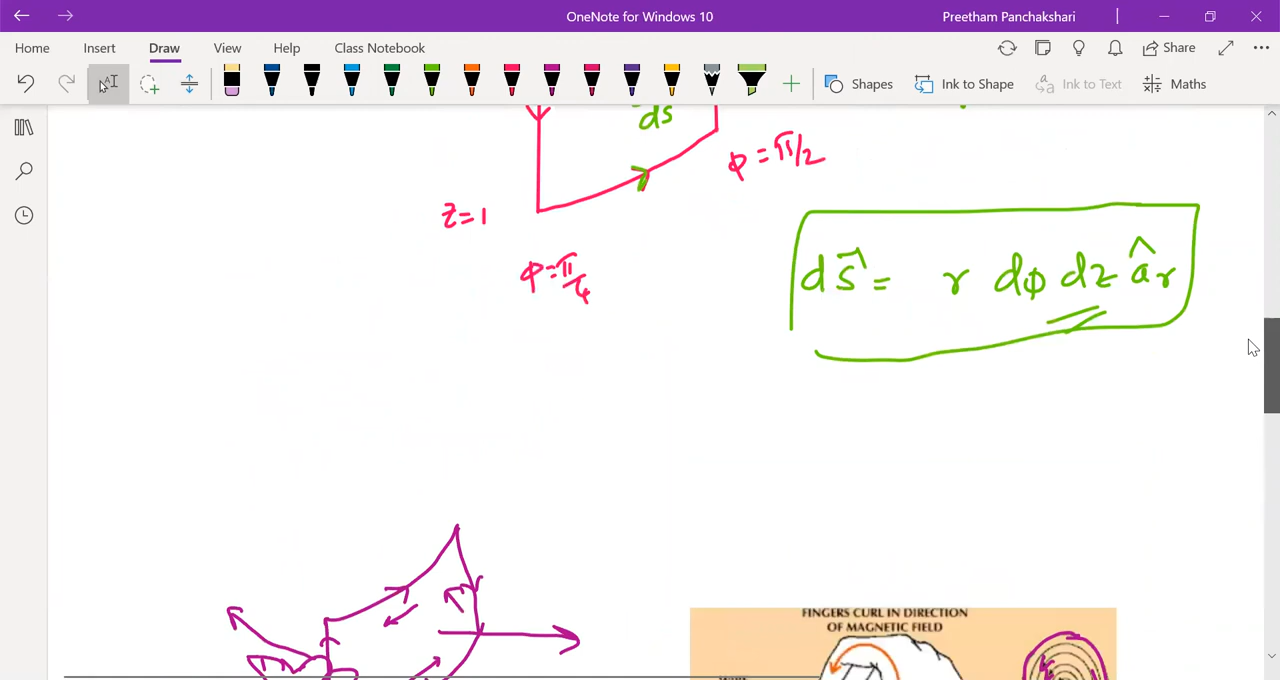 OneNote for Windows 10
Preetham Panchakshari
Home Insert Draw View Help Class Notebook
Share
Shapes Ink to Shape Ink to Text Maths
ds
φ = π/2
z=1
φ=π/4
ds⃗ = r dφ dz âr
FINGERS CURL IN DIRECTION
OF MAGNETIC FIELD